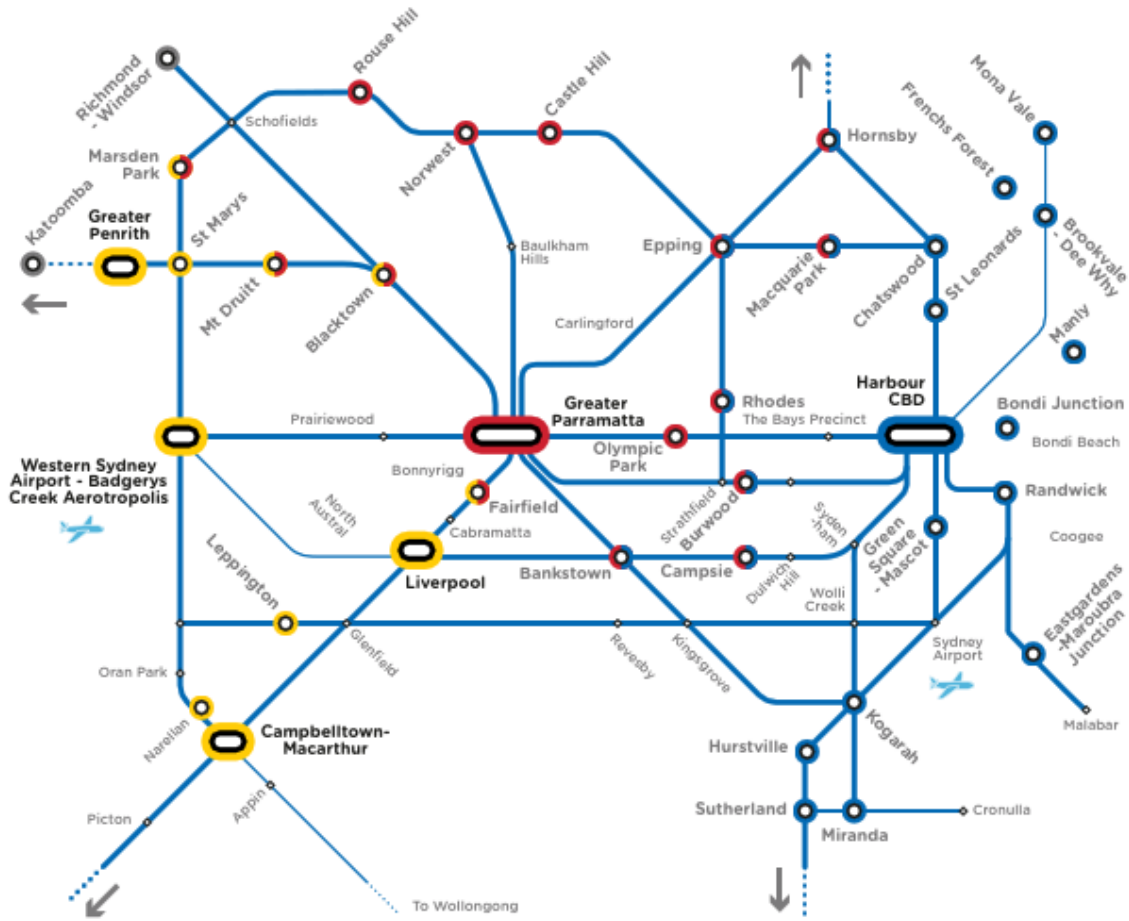 Richmond
- Windsor
Rouse Hill
Castle Hill
Schofields
Marsden
Park
Norwest
Hornsby
Mona Vale
Frenchs Forest
Katoomba
Greater
Penrith
St Marys
Mt Druitt
Blacktown
Baulkham
Hills
Epping
Macquarie
Park
Chatswood
St Leonards
Brookvale
- Dee Why
Carlingford
Manly
Harbour
CBD
Prairiewood
Greater
Parramatta
Rhodes
The Bays Precinct
Olympic
Park
Bondi Junction
Bondi Beach
Western Sydney
Airport - Badgerys
Creek Aerotropolis
Bonnyrigg
Fairfield
Cabramatta
North
Austral
Liverpool
Strathfield
Burwood
Bankstown
Campsie
Dulwich
Hill
Syden
-ham
Green
Square
- Mascot
Randwick
Coogee
Leppington
Glenfield
Revesby
Kingsgrove
Wolli
Creek
Sydney
Airport
Eastgardens
-Maroubra
Junction
Malabar
Oran Park
Narellan
Campbelltown-
Macarthur
Kogarah
Hurstville
Sutherland
Miranda
Cronulla
Picton
Appin
To Wollongong